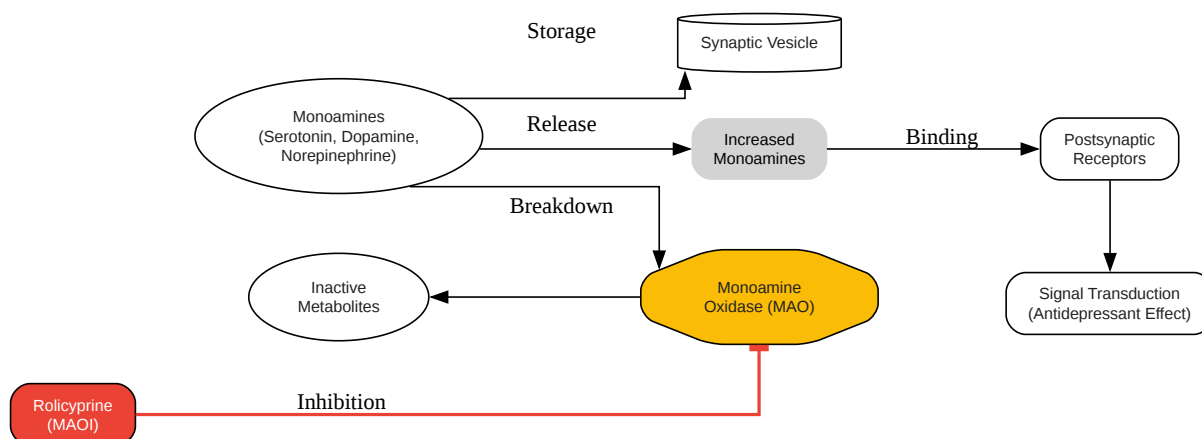 Storage
Synaptic Vesicle
Monoamines
(Serotonin, Dopamine,
Norepinephrine)
Release
Increased
Monoamines
Binding
Postsynaptic
Receptors
Breakdown
Inactive
Metabolites
Monoamine
Oxidase (MAO)
Signal Transduction
(Antidepressant Effect)
Rolicyprine
(MAOI)
Inhibition